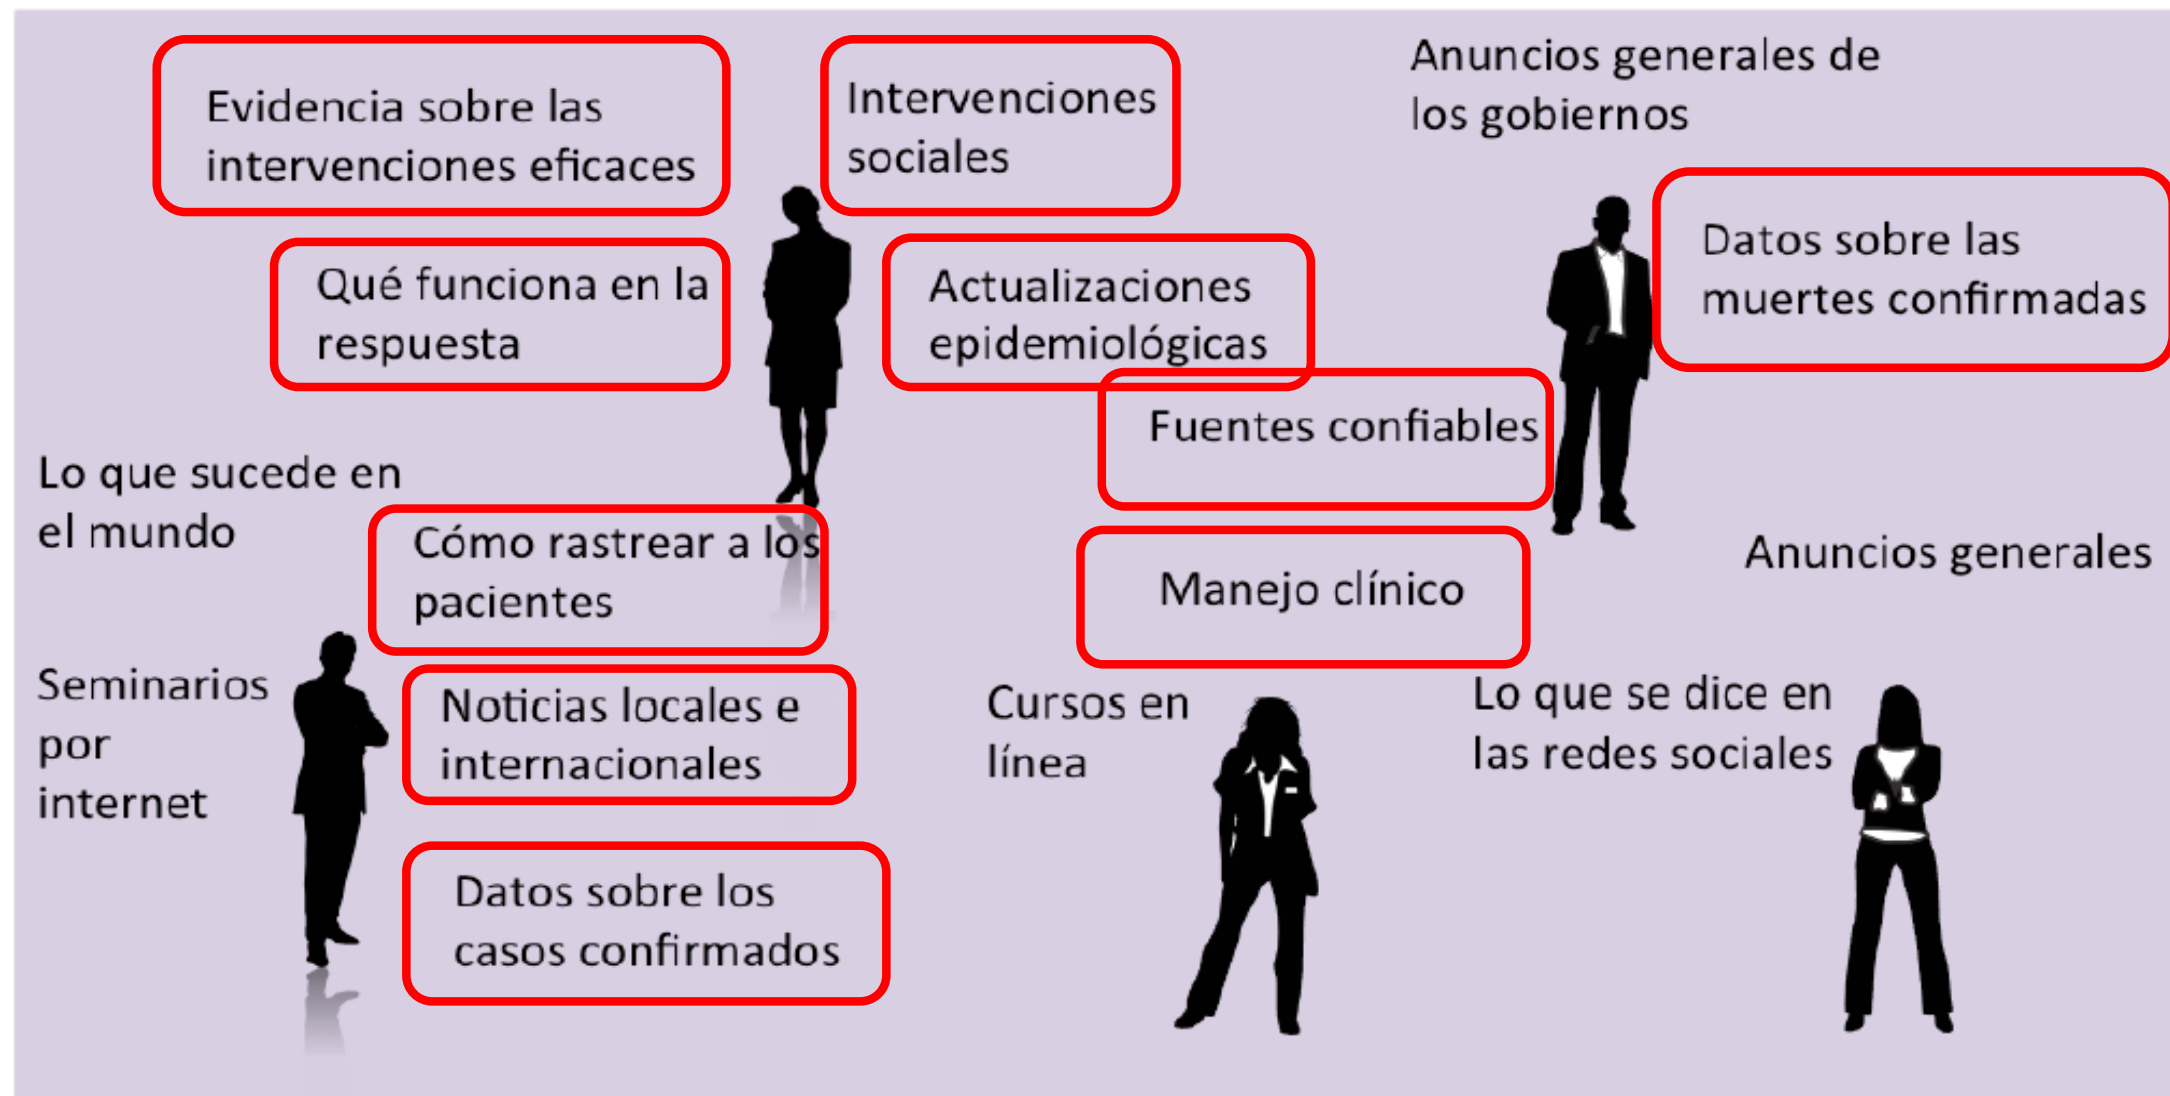 Evidencia sobre las
intervenciones eficaces
Intervenciones
sociales
Anuncios generales de
los gobiernos
Qué funciona en la
respuesta
Actualizaciones
epidemiológicas
Datos sobre las
muertes confirmadas
Fuentes confiables
Lo que sucede en
el mundo
Cómo rastrear a los
pacientes
Manejo clínico
Anuncios generales
Seminarios
por
internet
Noticias locales e
internacionales
Cursos en
línea
Lo que se dice en
las redes sociales
Datos sobre los
casos confirmados